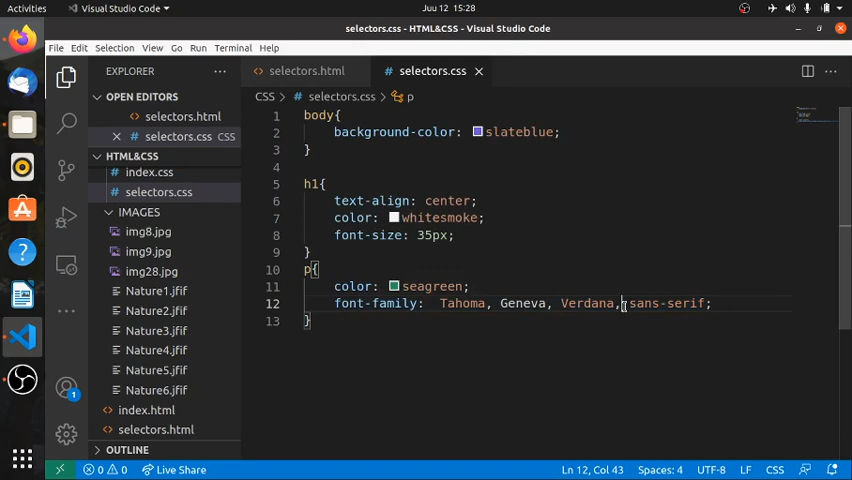 Activities
Visual Studio Code
Juu 12 15:28
selectors.css - HTML&CSS - Visual Studio Code
File Edit Selection View Go Run Terminal Help
EXPLORER
selectors.html
selectors.css
OPEN EDITORS
selectors.html
selectors.css CSS
HTML&CSS
index.css
selectors.css
IMAGES
img8.jpg
img9.jpg
img28.jpg
Nature1.jfif
Nature2.jfif
Nature3.jfif
Nature4.jfif
Nature5.jfif
Nature6.jfif
index.html
selectors.html
OUTLINE
CSS > # selectors.css > p
1 body{
2 background-color: slateblue;
3 }
4
5 h1{
6 text-align: center;
7 color: whitesmoke;
8 font-size: 35px;
9 }
10 p{
11 color: seagreen;
12 font-family: Tahoma, Geneva, Verdana, sans-serif;
13 }
1
0 0
Live Share
Ln 12, Col 43
Spaces: 4
UTF-8
LF
CSS